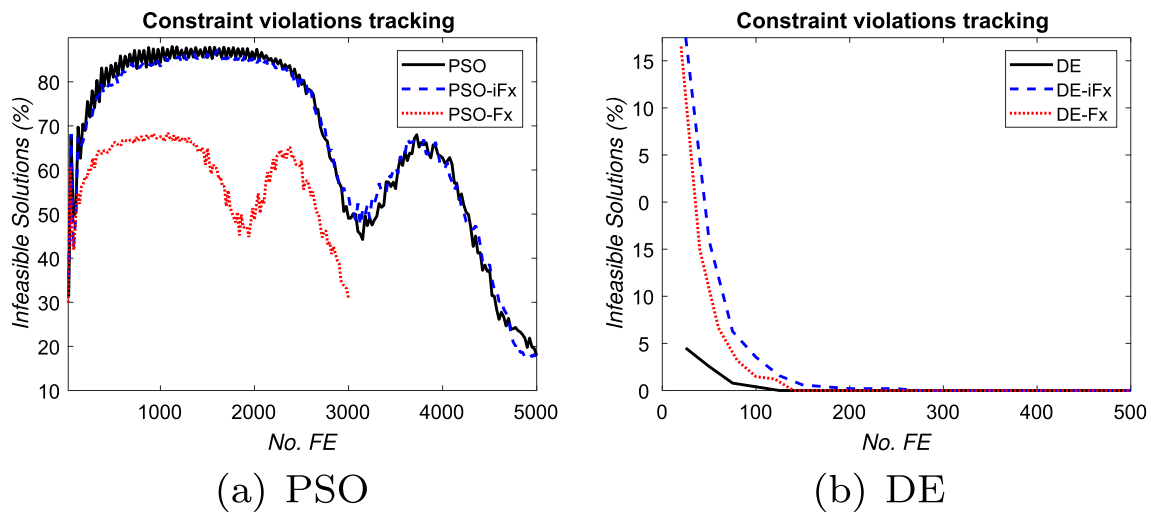 Constraint violations tracking
80
70
60
50
40
30
20
10
Infeasible Solutions (%)
PSO
PSO-iFx
PSO-Fx
1000
2000
3000
4000
5000
No. FE
(a) PSO
Constraint violations tracking
15
10
15
0
10
5
0
Infeasible Solutions (%)
DE
DE-iFx
DE-Fx
0
100
200
300
400
500
No. FE
(b) DE